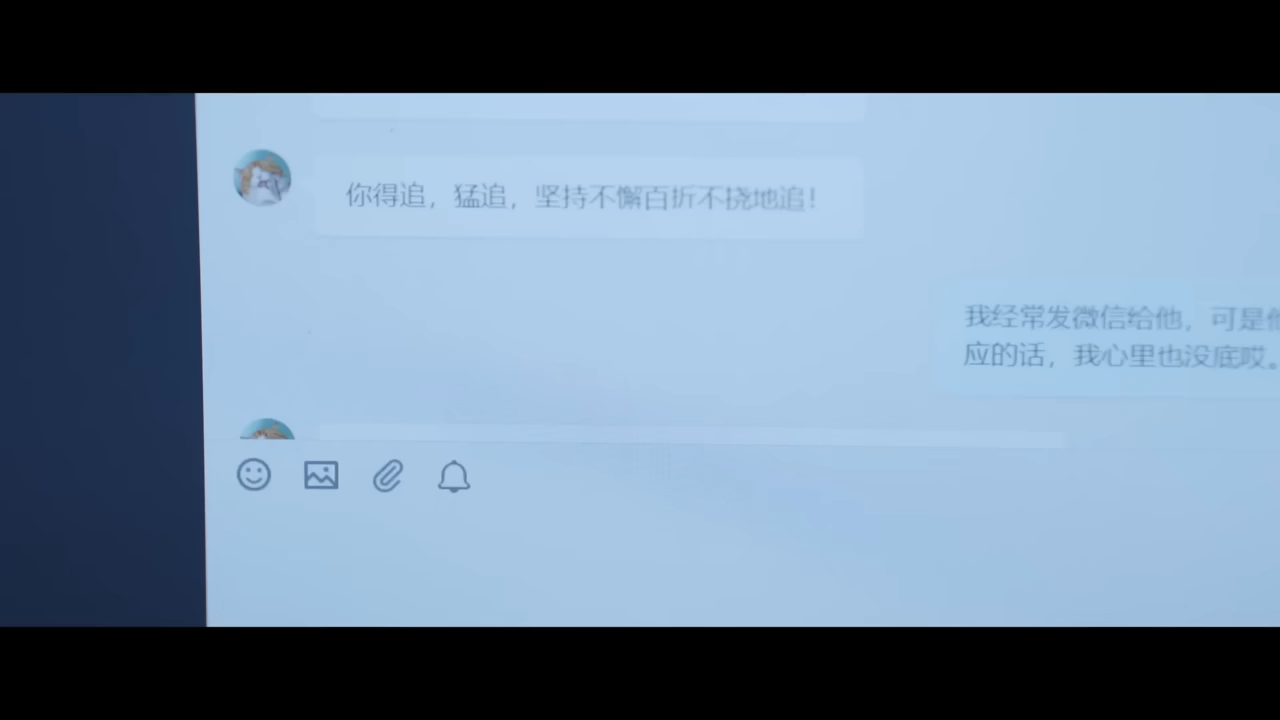 你得追，猛追，坚持不懈百折不挠地追！
我经常发微信给他，可是
应的话，我心里也没底哎。